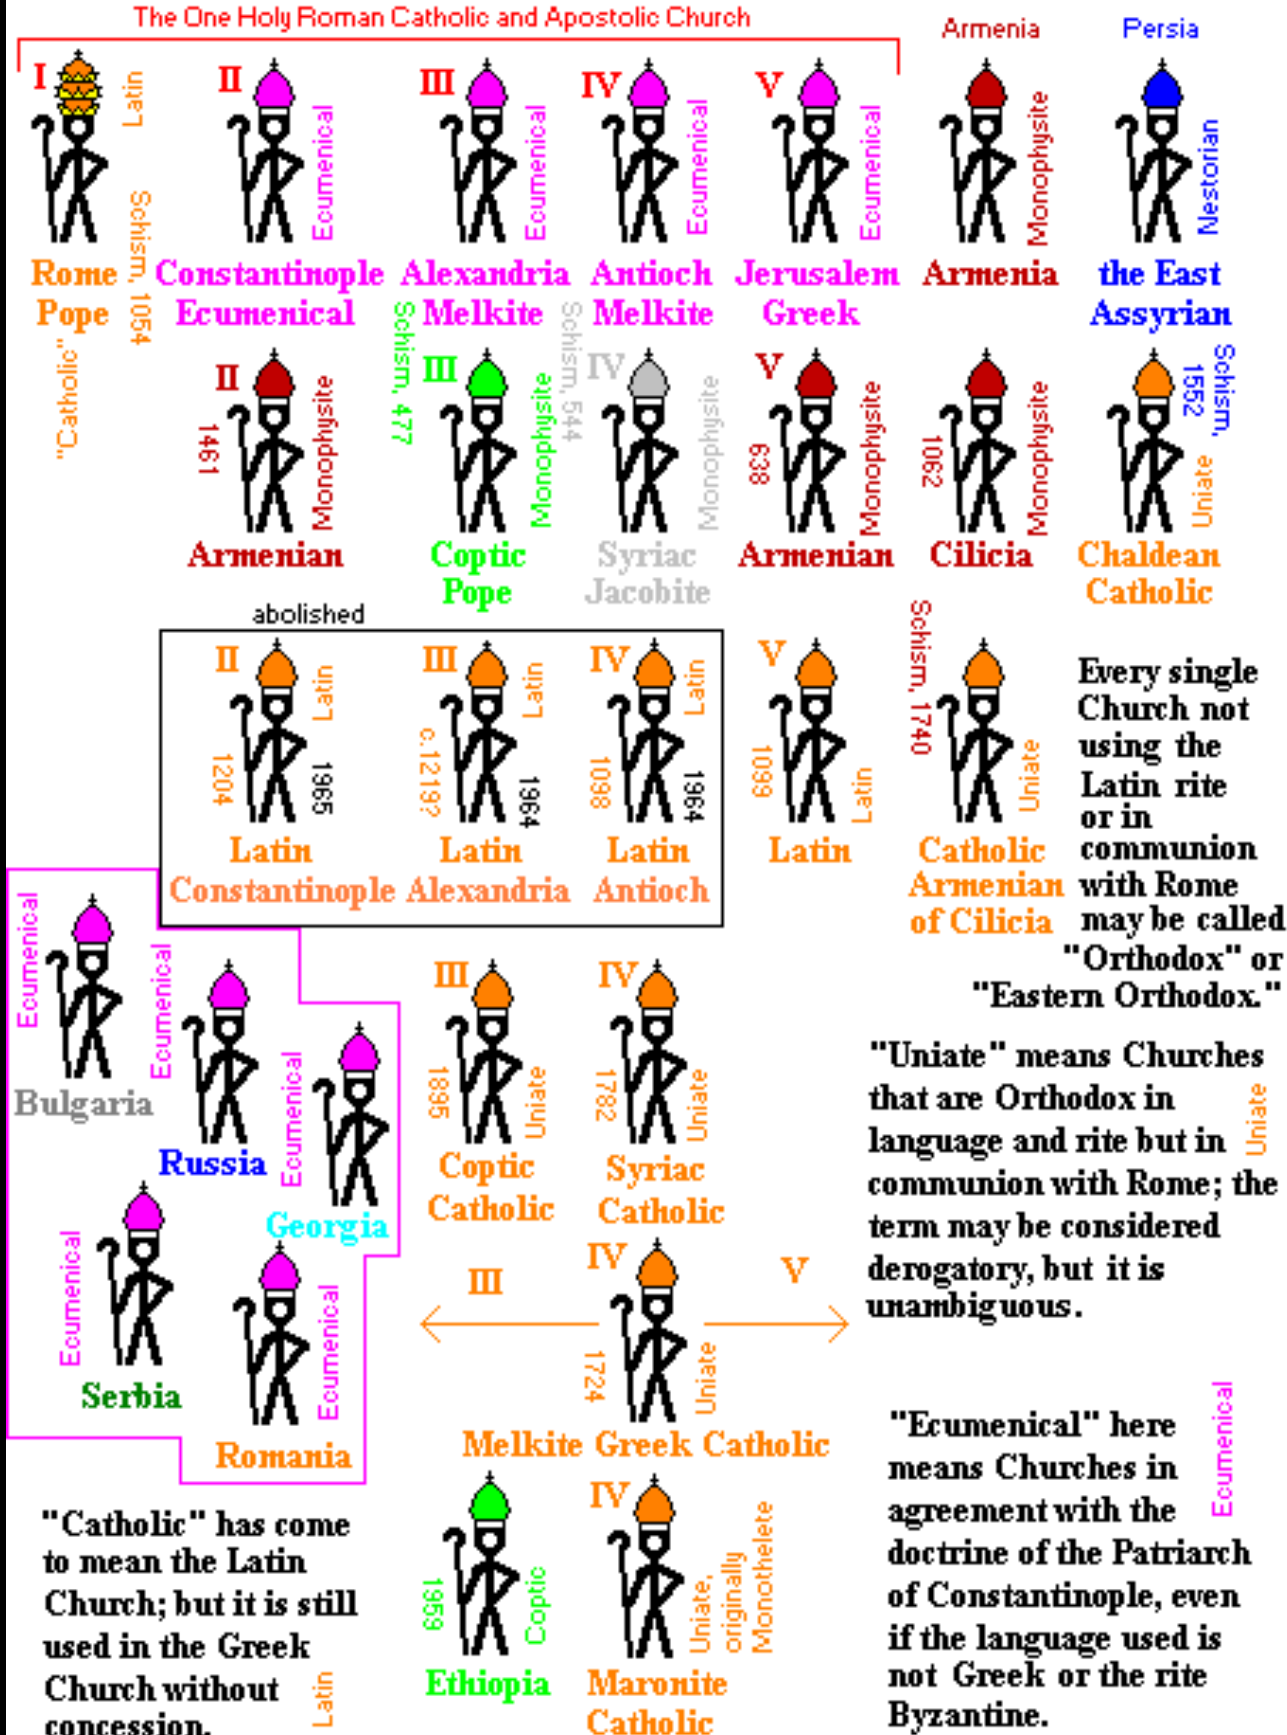 The One Holy Roman Catholic and Apostolic Church
Armenia
Persia
I
Latin
II
Ecumenical
III
Ecumenical
IV
Ecumenical
V
Ecumenical
Monophysite
Nestorian
Schism, 1054
Rome
Pope
"Catholic"
Constantinople
Ecumenical
Alexandria
Melkite
Antioch
Melkite
Jerusalem
Greek
Armenia
the East
Assyrian
II
1461
Monophysite
Armenian
Schism, 477
III
Monophysite
Coptic
Pope
Schism, 544
IV
Monophysite
Syriac
Jacobite
V
638
Monophysite
Armenian
1062
Monophysite
Cilicia
Schism,
1552
Uniate
Chaldean
Catholic
abolished
II
Latin
1204
1965
Latin
Constantinople
III
Latin
c.1219?
1964
Latin
Alexandria
IV
Latin
1098
1964
Latin
Antioch
V
1099
Latin
Latin
Schism, 1740
Uniate
Catholic
Armenian
of Cilicia
Every single
Church not
using the
Latin rite
or in
communion
with Rome
may be called
"Orthodox" or
"Eastern Orthodox."
Ecumenical
Bulgaria
Ecumenical
Russia
Ecumenical
Georgia
Ecumenical
Serbia
Ecumenical
Romania
III
1895
Uniate
Coptic
Catholic
IV
1782
Uniate
Syriac
Catholic
"Uniate" means Churches
that are Orthodox in
language and rite but in
communion with Rome; the
term may be considered
derogatory, but it is
unambiguous.
Uniate
III
IV
V
1724
Uniate
Melkite Greek Catholic
1959
Coptic
Ethiopia
IV
Uniate,
originally
Monothelete
Maronite
Catholic
"Catholic" has come
to mean the Latin
Church; but it is still
used in the Greek
Church without
concession.
Latin
"Ecumenical" here
means Churches in
agreement with the
doctrine of the Patriarch
of Constantinople, even
if the language used is
not Greek or the rite
Byzantine.
Ecumenical